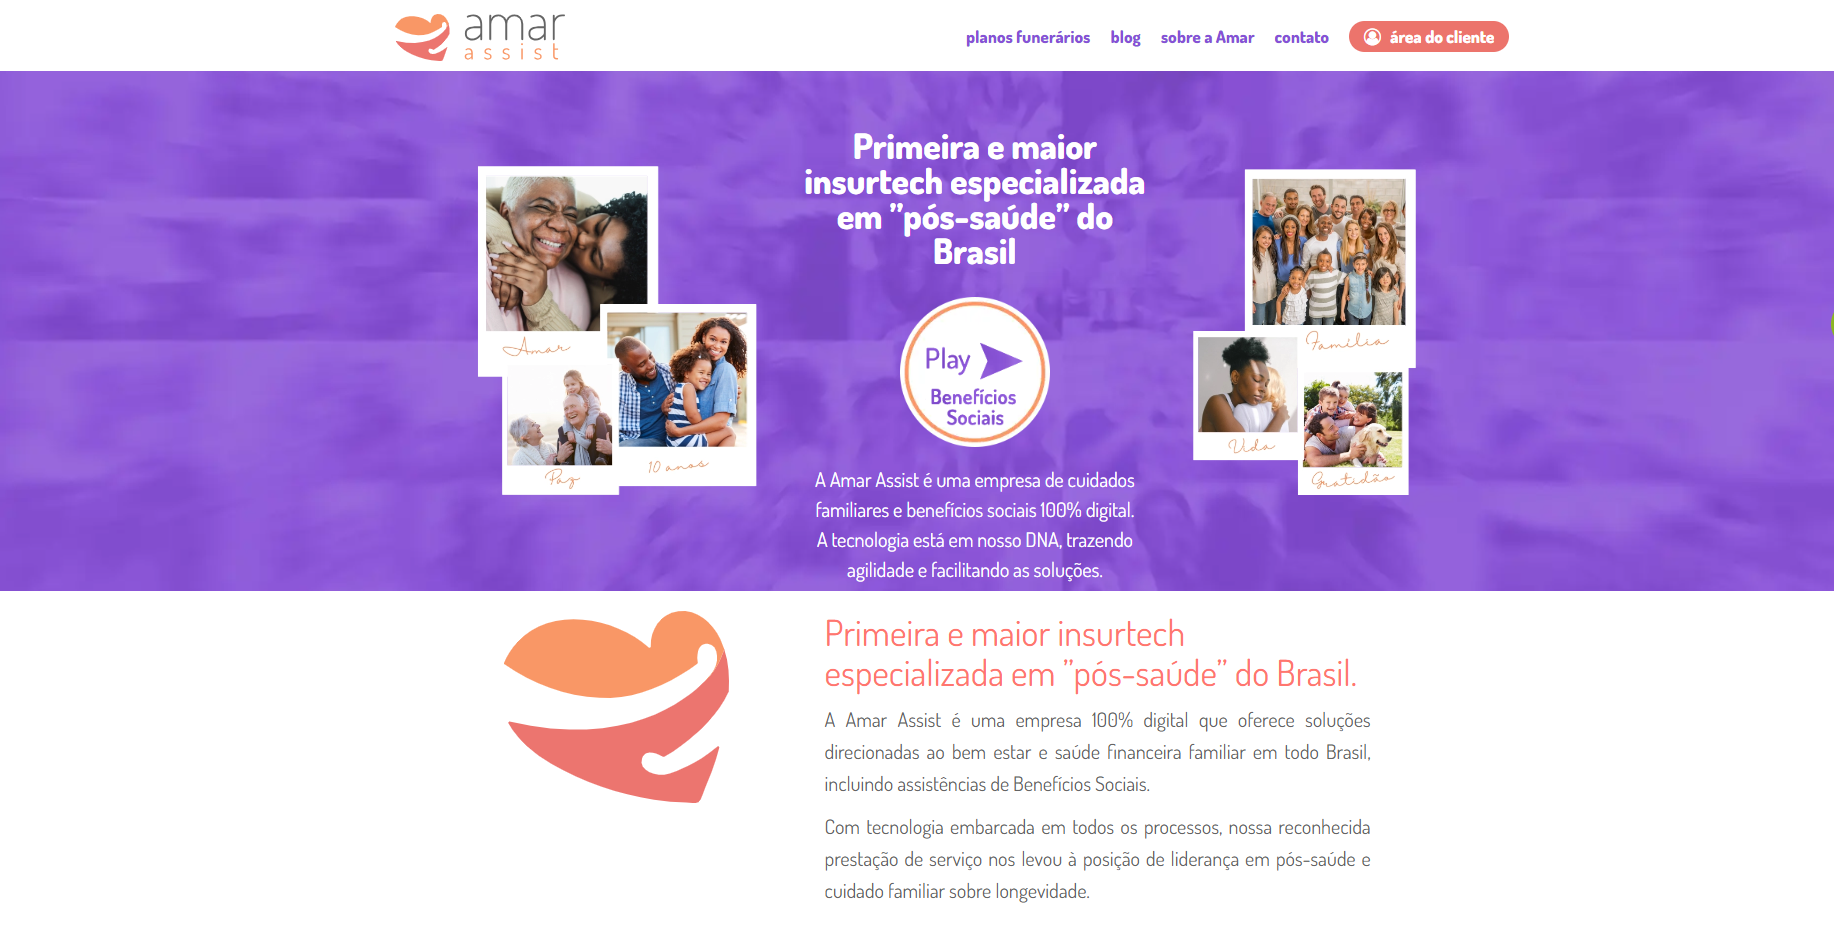 amar
assist
planos funerários
blog
sobre a Amar
contato
área do cliente
Primeira e maior
insurtech especializada
em ”pós-saúde” do
Brasil
Amar
Paz
10 anos
Play
Benefícios
Sociais
Família
Vida
Gratidão
A Amar Assist é uma empresa de cuidados
familiares e benefícios sociais 100% digital.
A tecnologia está em nosso DNA, trazendo
agilidade e facilitando as soluções.
Primeira e maior insurtech
especializada em ”pós-saúde” do Brasil.
A Amar Assist é uma empresa 100% digital que oferece soluções
direcionadas ao bem estar e saúde financeira familiar em todo Brasil,
incluindo assistências de Benefícios Sociais.
Com tecnologia embarcada em todos os processos, nossa reconhecida
prestação de serviço nos levou à posição de liderança em pós-saúde e
cuidado familiar sobre longevidade.